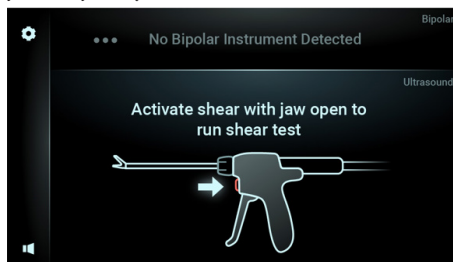 Bipolar
No Bipolar Instrument Detected
Ultrasound
Activate shear with jaw open to
run shear test